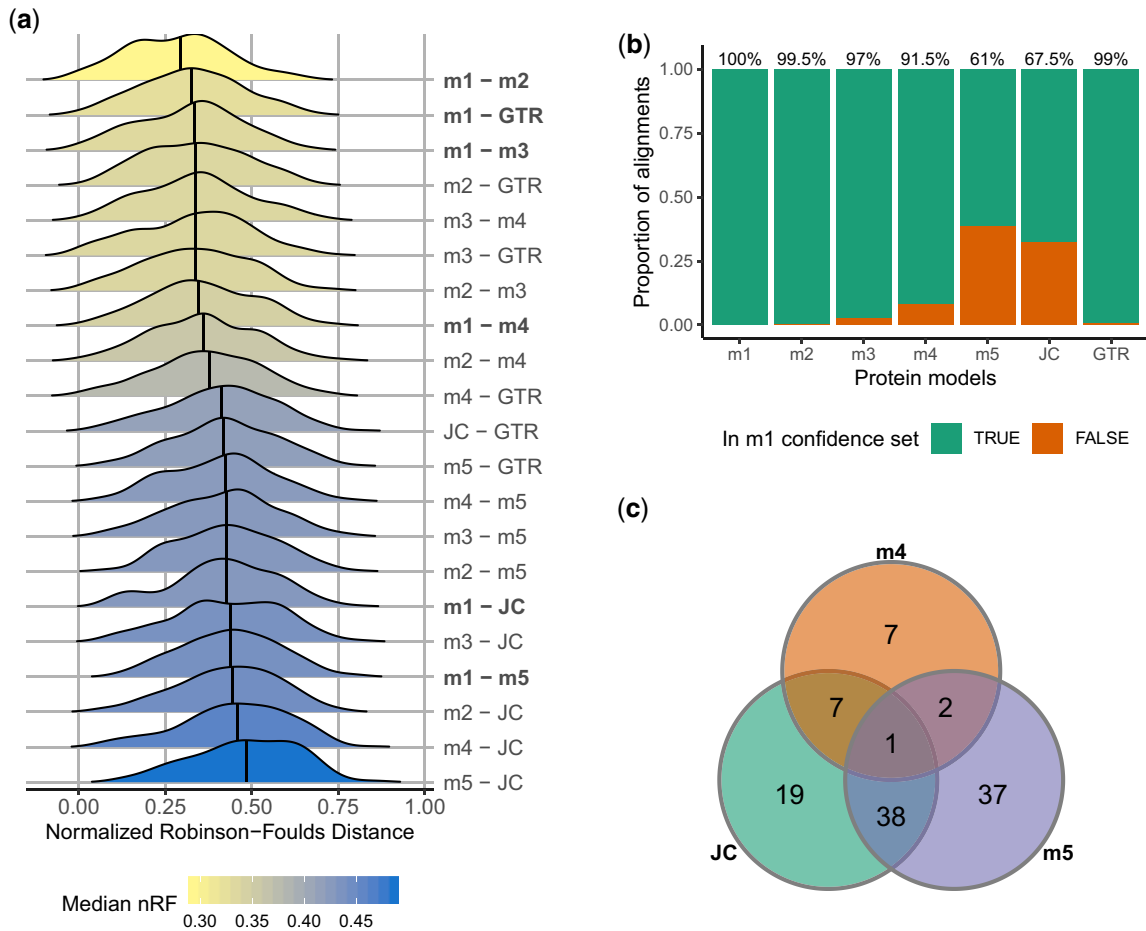 (a)
m1 − m2
m1 − GTR
m1 − m3
m2 − GTR
m3 − m4
m3 − GTR
m2 − m3
m1 − m4
m2 − m4
m4 − GTR
JC − GTR
m5 − GTR
m4 − m5
m3 − m5
m2 − m5
m1 − JC
m3 − JC
m1 − m5
m2 − JC
m4 − JC
m5 − JC
0.00 0.25 0.50 0.75 1.00
Normalized Robinson−Foulds Distance
Median nRF
0.30 0.35 0.40 0.45
(b)
100% 99.5% 97% 91.5% 61% 67.5% 99%
1.00
0.75
0.50
0.25
0.00
Proportion of alignments
m1 m2 m3 m4 m5 JC GTR
Protein models
In m1 confidence set TRUE FALSE
(c)
m4
7
7 2
1
19 37
38
JC m5